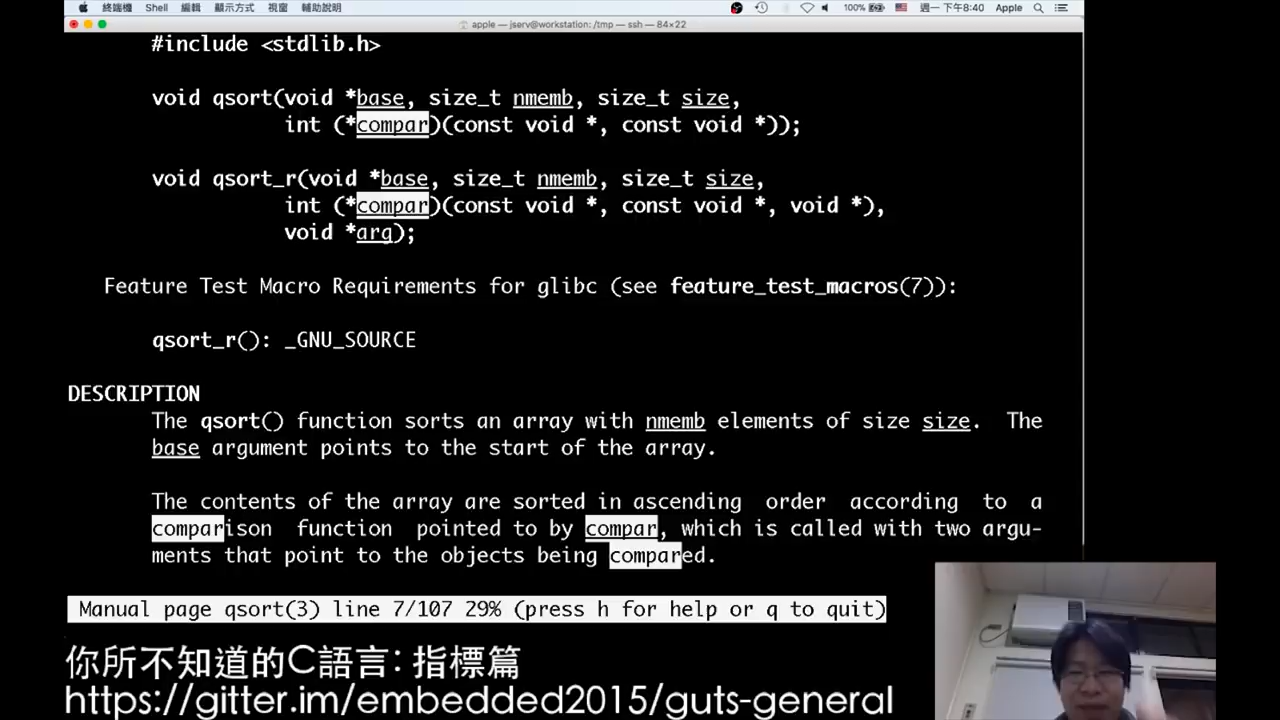 終端機 Shell 編輯 顯示方式 視窗 輔助說明 100% 週一 下午8:40 Apple
apple — jserv@workstation: /tmp — ssh — 84×22
#include <stdlib.h>
void qsort(void *base, size_t nmemb, size_t size,
int (*compar)(const void *, const void *));
void qsort_r(void *base, size_t nmemb, size_t size,
int (*compar)(const void *, const void *, void *),
void *arg);
Feature Test Macro Requirements for glibc (see feature_test_macros(7)):
qsort_r(): _GNU_SOURCE
DESCRIPTION
The qsort() function sorts an array with nmemb elements of size size. The
base argument points to the start of the array.
The contents of the array are sorted in ascending order according to a
comparison function pointed to by compar, which is called with two argu-
ments that point to the objects being compared.
Manual page qsort(3) line 7/107 29% (press h for help or q to quit)
你所不知道的C語言: 指標篇
https://gitter.im/embedded2015/guts-general